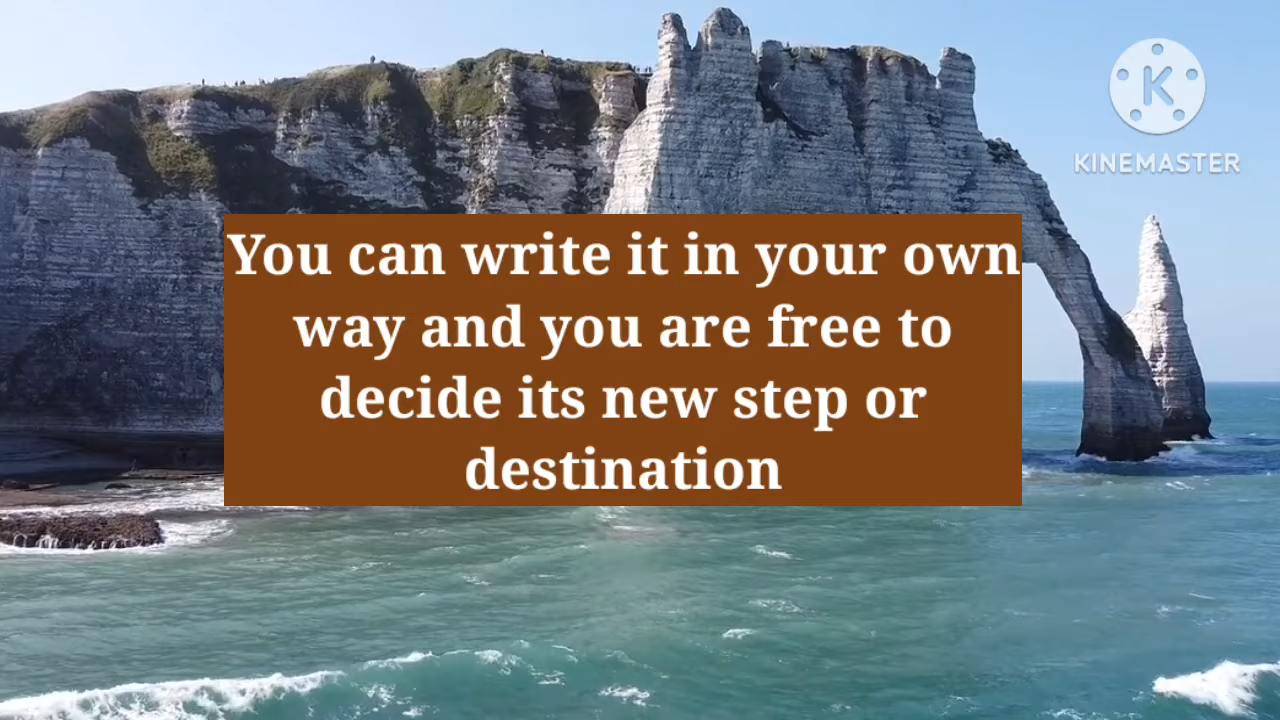 KINEMASTER
You can write it in your own
way and you are free to
decide its new step or
destination